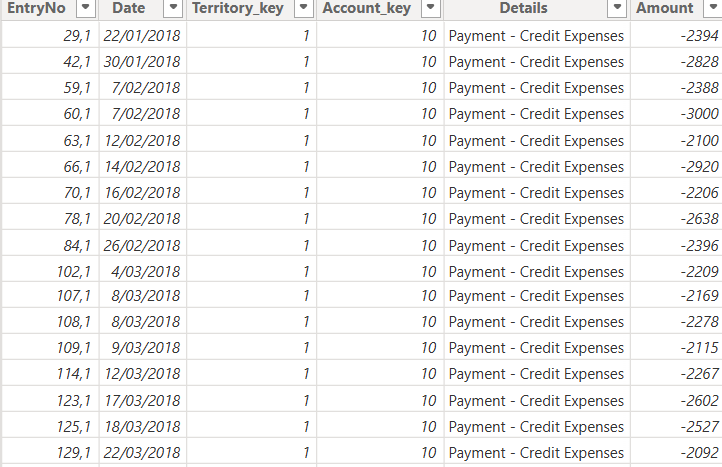 EntryNo Date Territory_key Account_key Details Amount
29,1 22/01/2018 1 10 Payment - Credit Expenses -2394
42,1 30/01/2018 1 10 Payment - Credit Expenses -2828
59,1 7/02/2018 1 10 Payment - Credit Expenses -2388
60,1 7/02/2018 1 10 Payment - Credit Expenses -3000
63,1 12/02/2018 1 10 Payment - Credit Expenses -2100
66,1 14/02/2018 1 10 Payment - Credit Expenses -2920
70,1 16/02/2018 1 10 Payment - Credit Expenses -2206
78,1 20/02/2018 1 10 Payment - Credit Expenses -2638
84,1 26/02/2018 1 10 Payment - Credit Expenses -2396
102,1 4/03/2018 1 10 Payment - Credit Expenses -2209
107,1 8/03/2018 1 10 Payment - Credit Expenses -2169
108,1 8/03/2018 1 10 Payment - Credit Expenses -2278
109,1 9/03/2018 1 10 Payment - Credit Expenses -2115
114,1 12/03/2018 1 10 Payment - Credit Expenses -2267
123,1 17/03/2018 1 10 Payment - Credit Expenses -2602
125,1 18/03/2018 1 10 Payment - Credit Expenses -2527
129,1 22/03/2018 1 10 Payment - Credit Expenses -2092